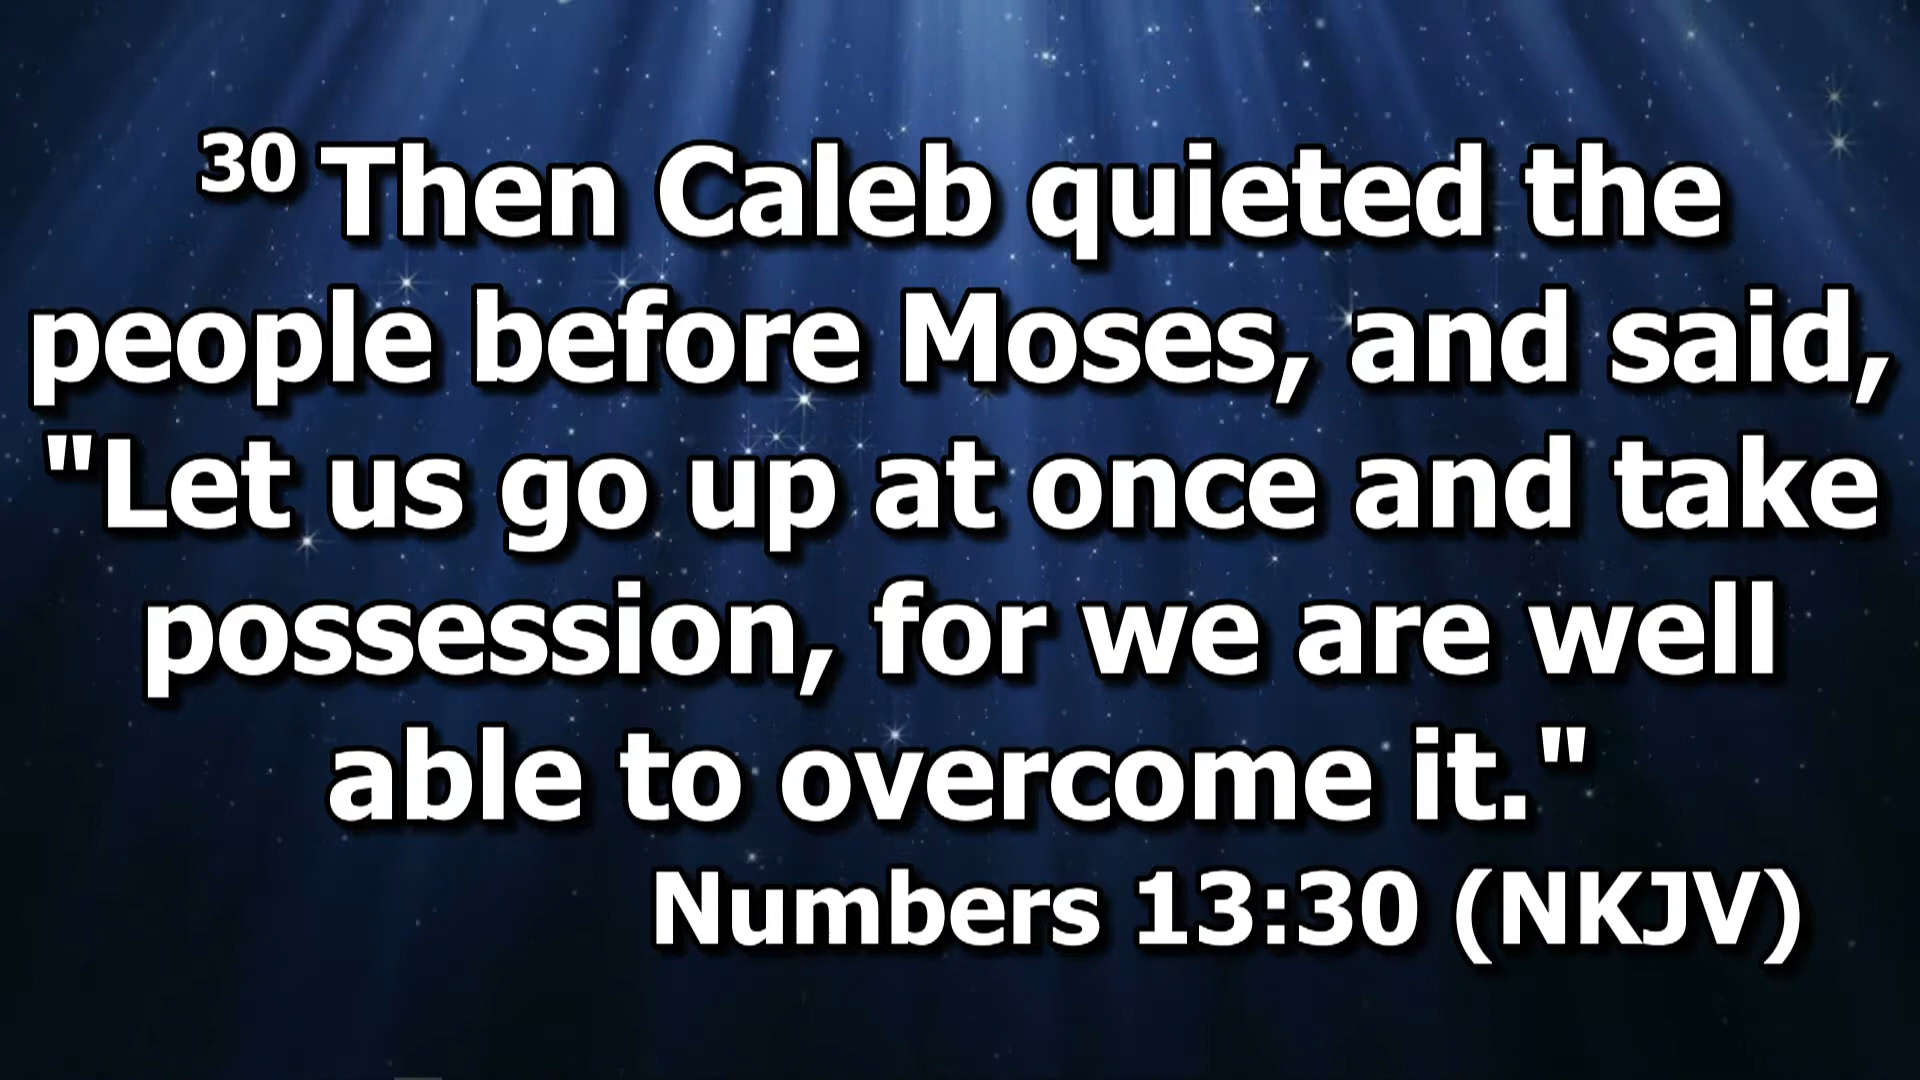 30 Then Caleb quieted the
people before Moses, and said,
"Let us go up at once and take
possession, for we are well
able to overcome it."
Numbers 13:30 (NKJV)